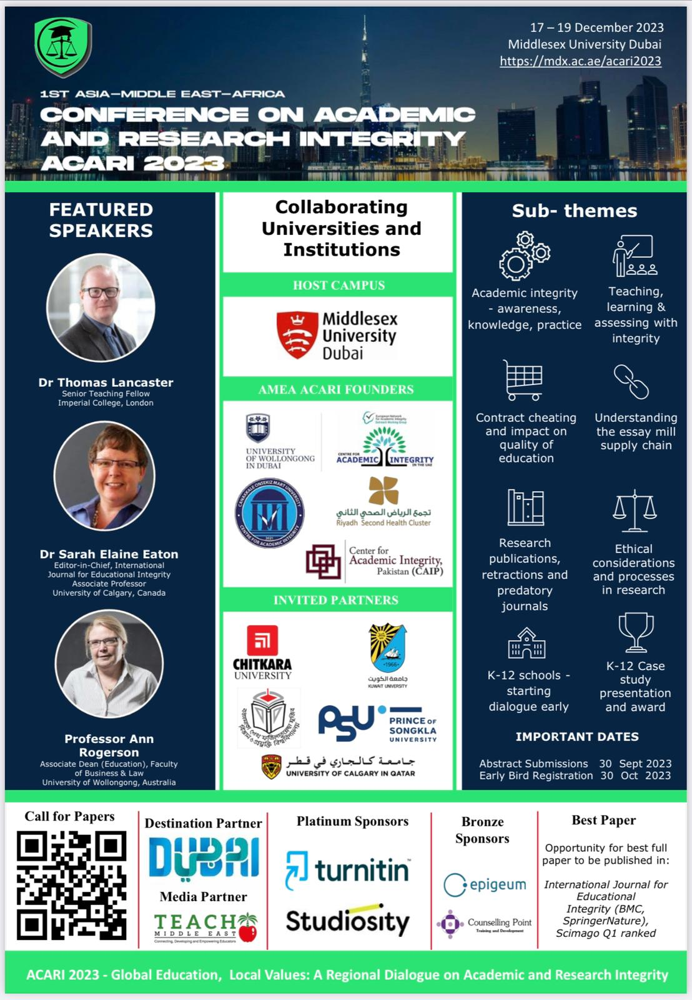 17 – 19 December 2023
Middlesex University Dubai
https://mdx.ac.ae/acari2023
1ST ASIA–MIDDLE EAST–AFRICA
CONFERENCE ON ACADEMIC
AND RESEARCH INTEGRITY
ACARI 2023
FEATURED
SPEAKERS
Dr Thomas Lancaster
Senior Teaching Fellow
Imperial College, London
Dr Sarah Elaine Eaton
Editor-in-Chief, International
Journal for Educational Integrity
Associate Professor
University of Calgary, Canada
Professor Ann
Rogerson
Associate Dean (Education), Faculty
of Business & Law
University of Wollongong, Australia
Collaborating
Universities and
Institutions
HOST CAMPUS
Middlesex
University
Dubai
AMEA ACARI FOUNDERS
UNIVERSITY
OF WOLLONGONG
IN DUBAI
European Network
for Academic Integrity
Outreach Working Group
CENTRE FOR
ACADEMIC INTEGRITY
IN THE UAE
CANAKKALE ONSEKIZ MART UNIVERSITY
CENTRE FOR ACADEMIC INTEGRITY
2021
تجمع الرياض الصحي الثاني
Riyadh Second Health Cluster
Center for
Academic Integrity,
Pakistan (CAIP)
INVITED PARTNERS
CHITKARA
UNIVERSITY
1966
جامعة الكويت
KUWAIT UNIVERSITY
বঙ্গমাতা শেখ ফজিলাতুন্নেছা মুজিব
বিজ্ঞান ও প্রযুক্তি বিশ্ববিদ্যালয়
PSU
PRINCE OF
SONGKLA
UNIVERSITY
جامعة كالجاري في قطر
UNIVERSITY OF CALGARY IN QATAR
Sub- themes
Academic integrity
- awareness,
knowledge, practice
Teaching,
learning &
assessing with
integrity
Contract cheating
and impact on
quality of
education
Understanding
the essay mill
supply chain
Research
publications,
retractions and
predatory
journals
Ethical
considerations
and processes
in research
K-12 schools -
starting
dialogue early
K-12 Case
study
presentation
and award
IMPORTANT DATES
Abstract Submissions 30 Sept 2023
Early Bird Registration 30 Oct 2023
Call for Papers
Destination Partner
DUBAI
Media Partner
TEACH
MIDDLE EAST
Connecting, Developing and Empowering Educators
Platinum Sponsors
turnitin
Studiosity
Bronze
Sponsors
epigeum
Counselling Point
Training and Development
Best Paper
Opportunity for best full
paper to be published in:
International Journal for
Educational
Integrity (BMC,
SpringerNature),
Scimago Q1 ranked
ACARI 2023 - Global Education, Local Values: A Regional Dialogue on Academic and Research Integrity